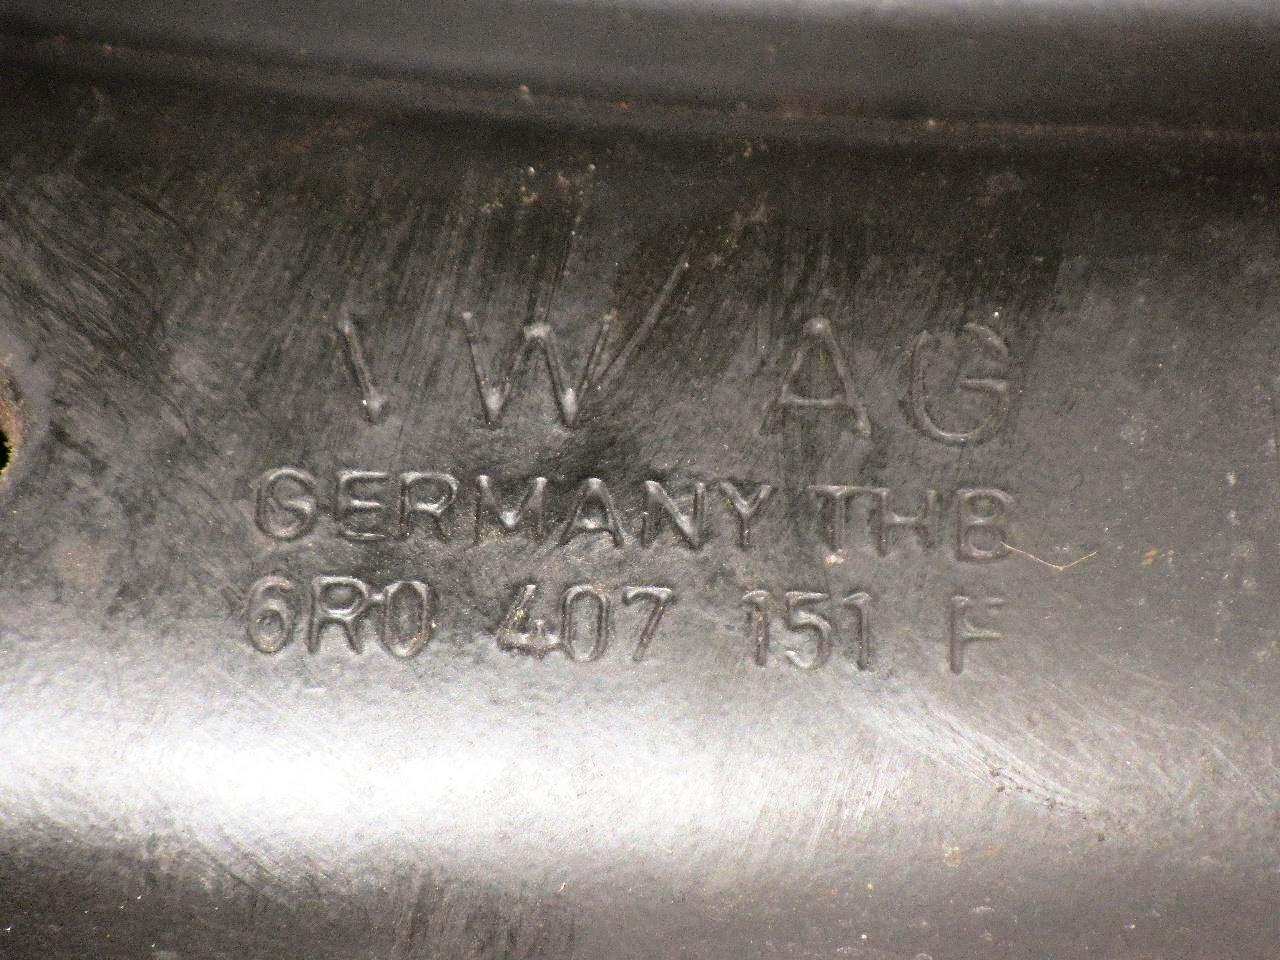 VW AG
GERMANY THB
6R0 407 151 F